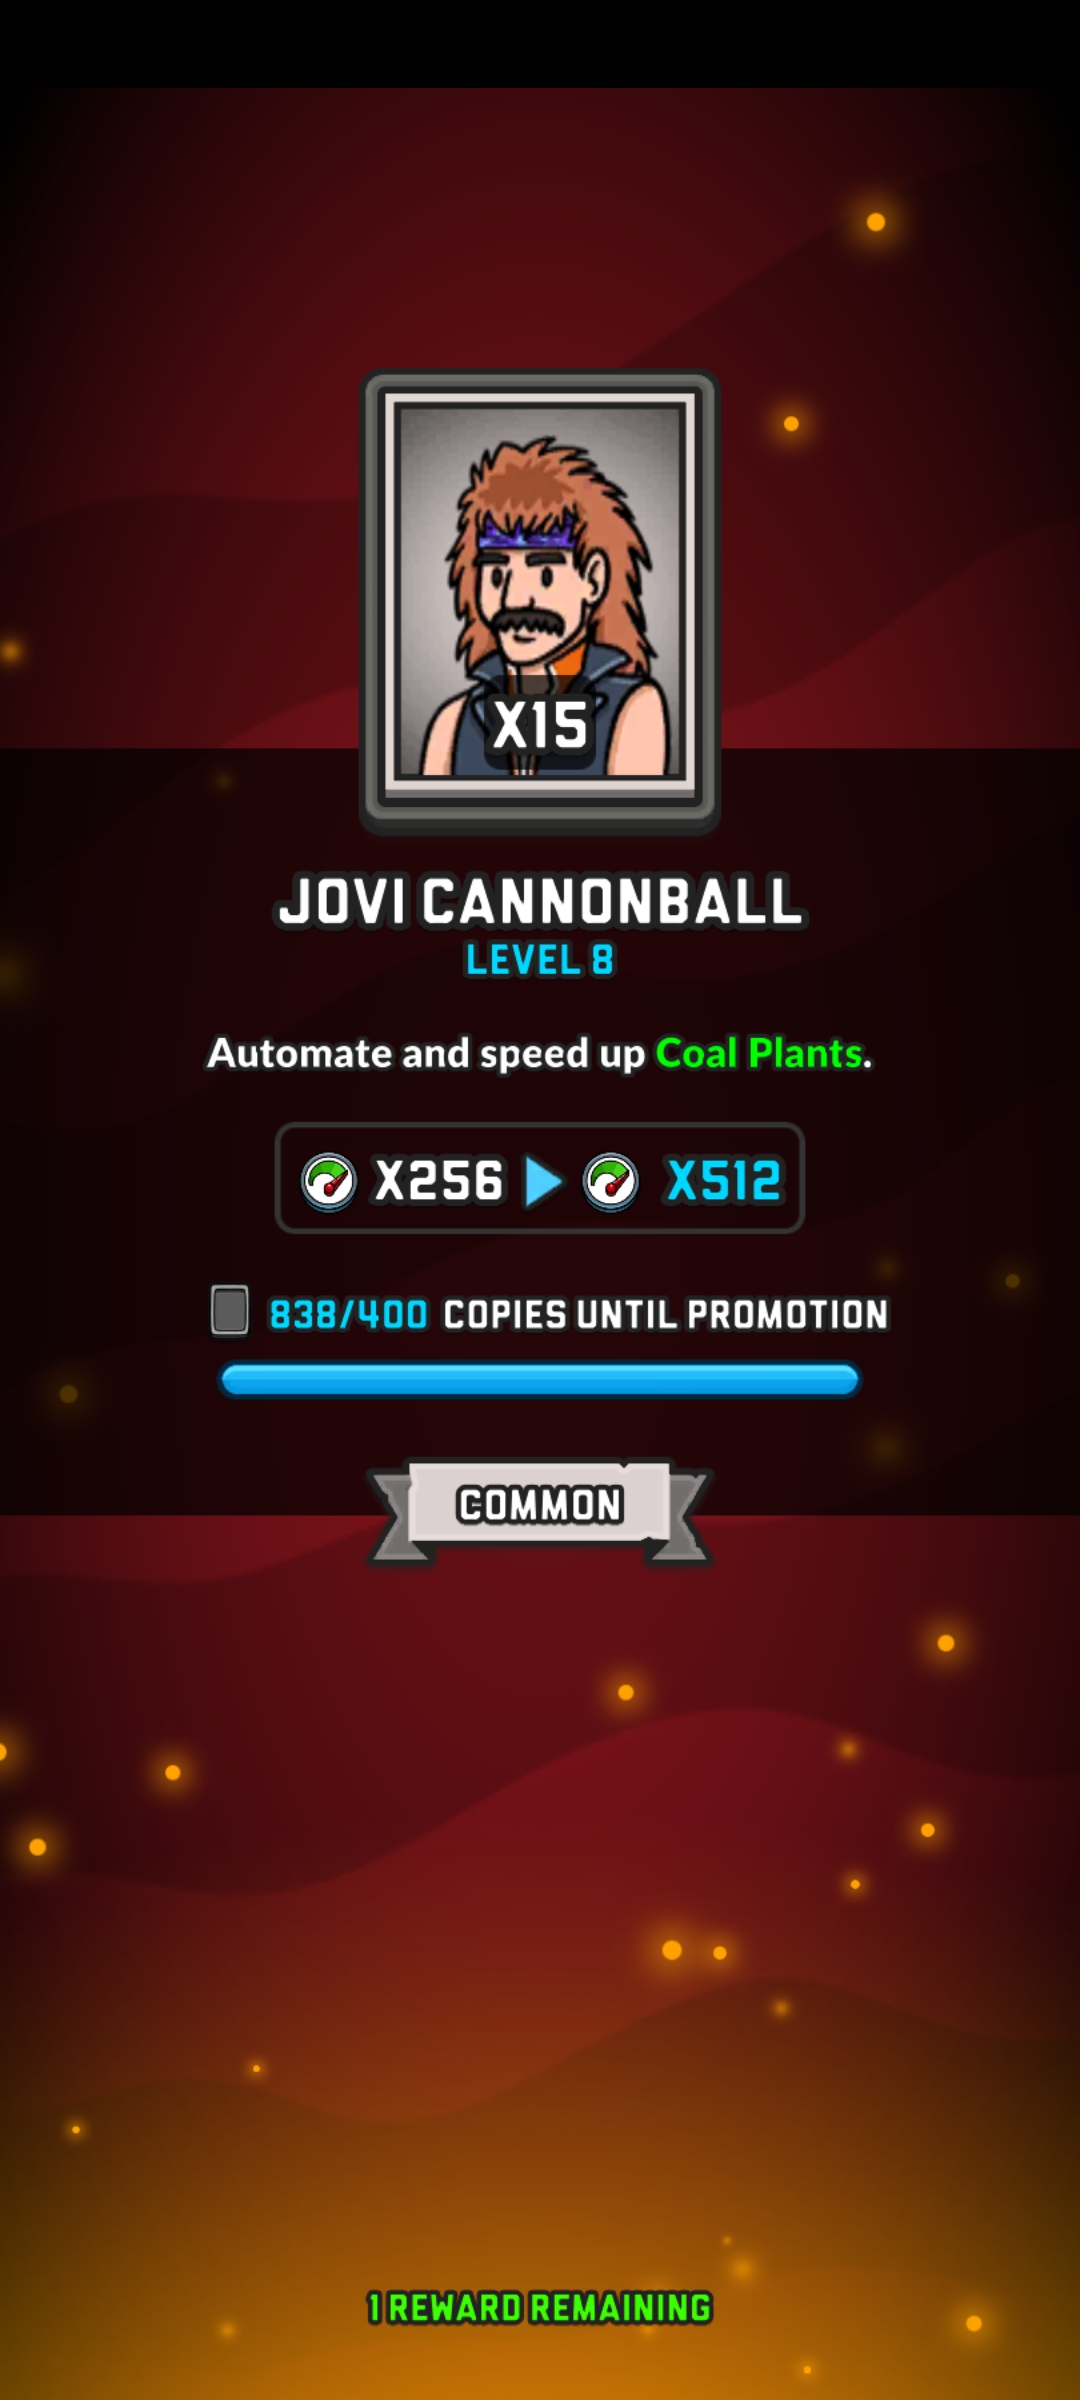 X15
JOVI CANNONBALL
LEVEL 8
Automate and speed up Coal Plants.
X256 X512
838/400 COPIES UNTIL PROMOTION
COMMON
1 REWARD REMAINING